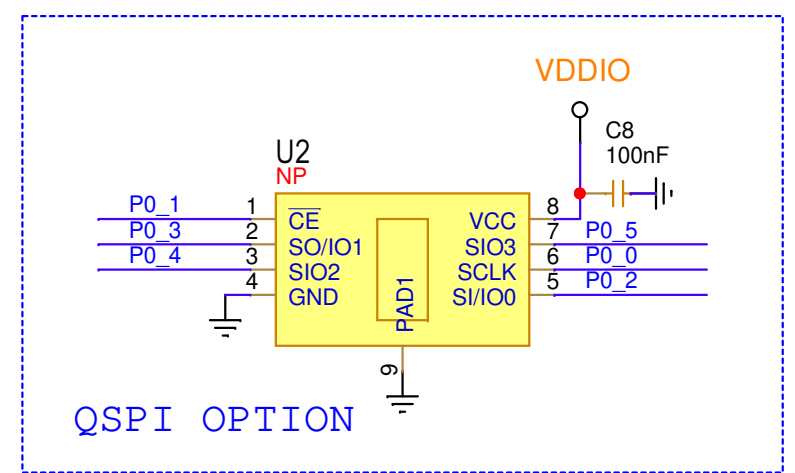 VDDIO
C8
100nF
U2
NP
P0_1 1 CE VCC 8
P0_3 2 SO/IO1 SIO3 7 P0_5
P0_4 3 SIO2 SCLK 6 P0_0
4 GND SI/IO0 5 P0_2
PAD1
9
QSPI OPTION